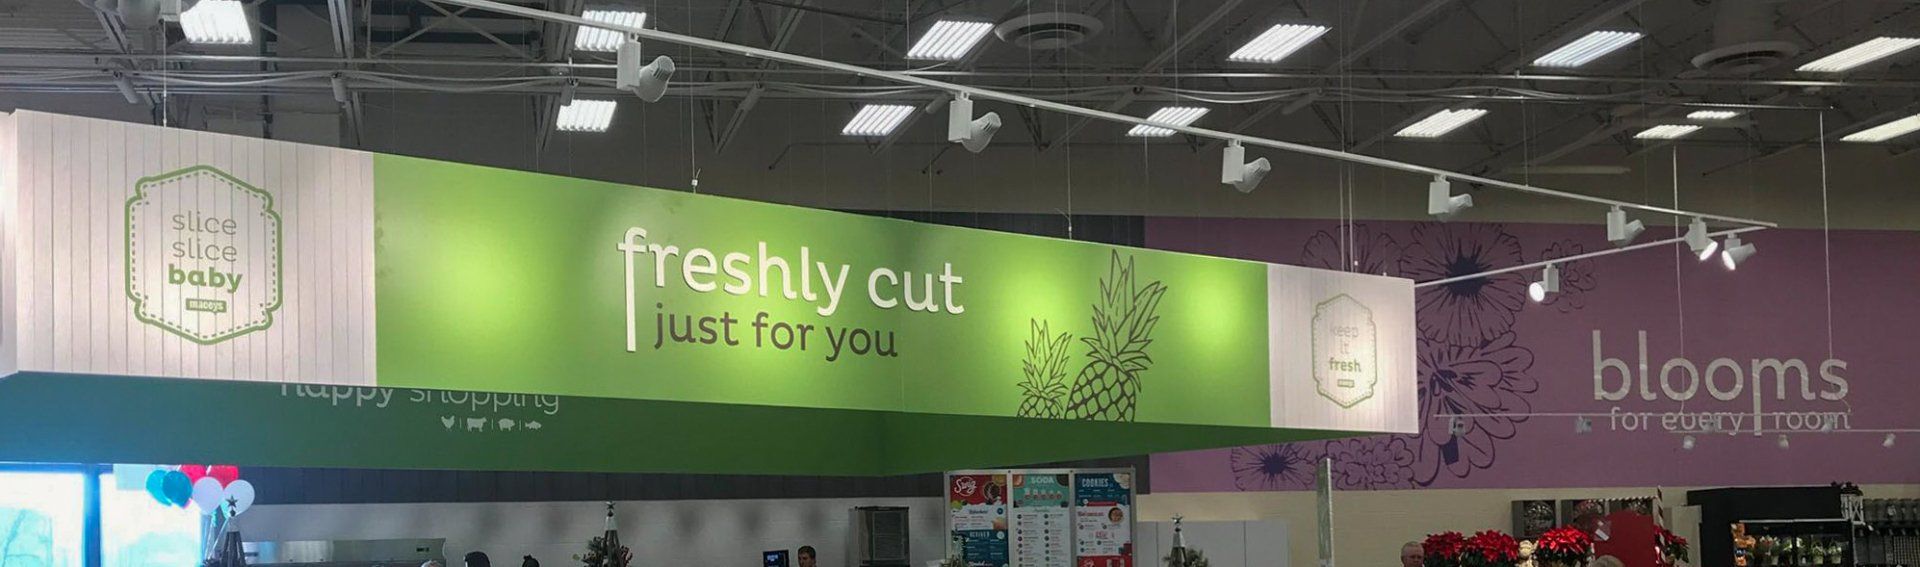 slice
slice
baby
maceys
freshly cut
just for you
keep
it
fresh
happy shopping
blooms
for every room
Swig
SODA
COOKIES